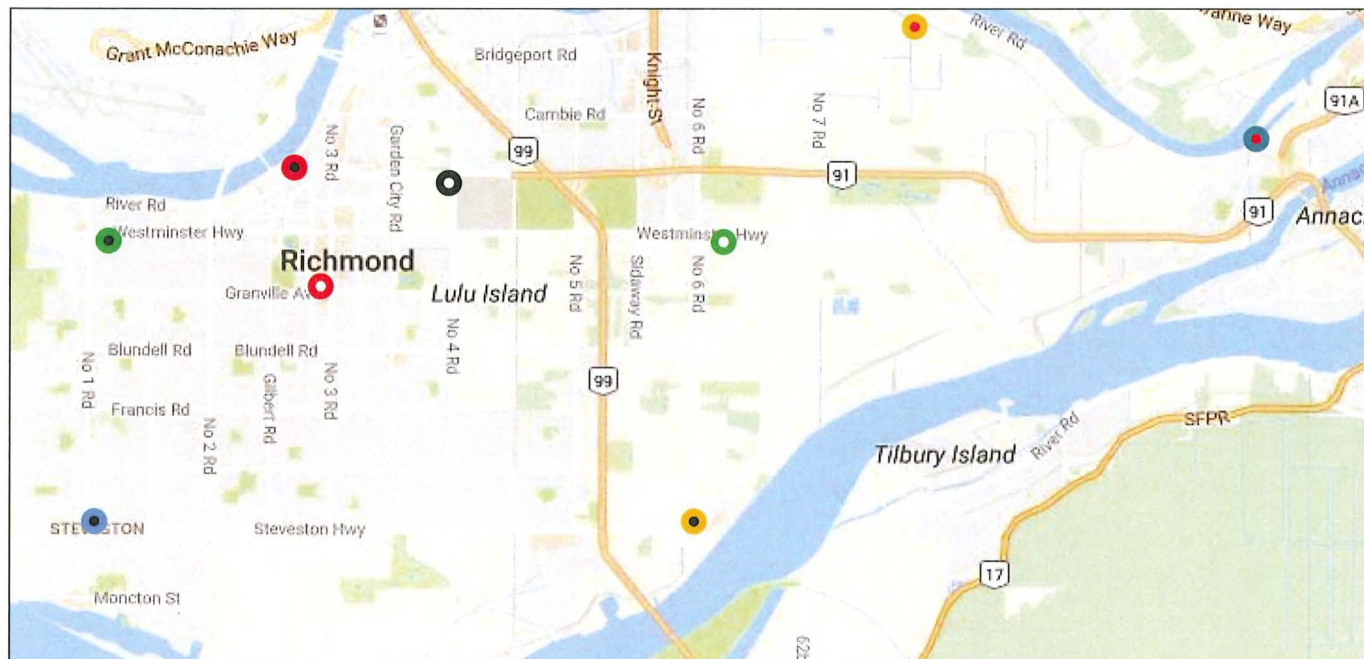 Grant McConachie Way
Bridgeport Rd
Knight St
River Rd
91A
No 3 Rd
Garden City Rd
Cambie Rd
No 6 Rd
No 7 Rd
99
91
River Rd
Westminster Hwy
Westminster Hwy
91
Richmond
Granville
Lulu Island
No 5 Rd
Sidaway Rd
No 6 Rd
Blundell Rd
Blundell Rd
No 4 Rd
No 1 Rd
Gilbert Rd
No 3 Rd
99
Francis Rd
No 2 Rd
SFPR
River Rd
Tilbury Island
Steveston Hwy
17
Moncton St